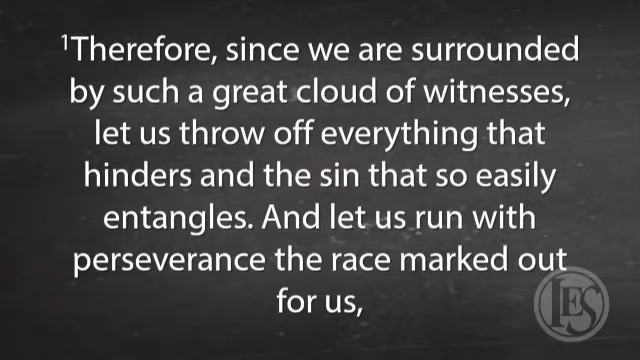 ¹Therefore, since we are surrounded
by such a great cloud of witnesses,
let us throw off everything that
hinders and the sin that so easily
entangles. And let us run with
perseverance the race marked out
for us,
IES